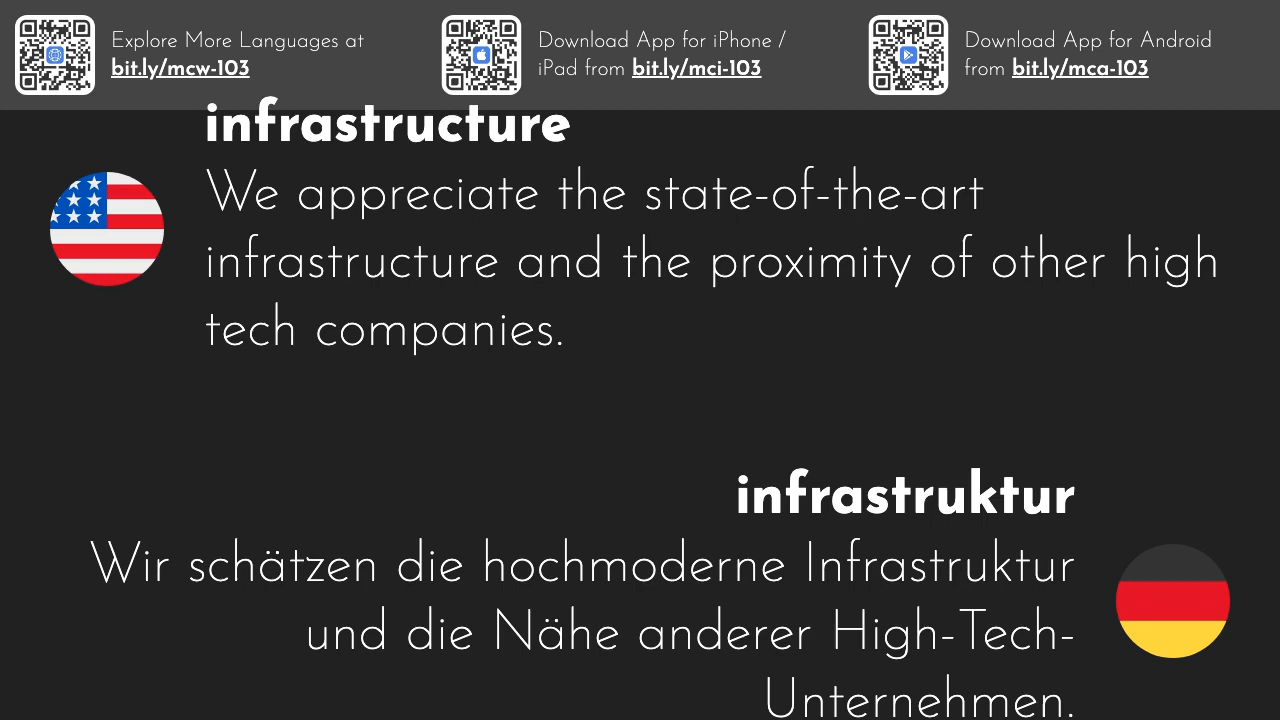 Explore More Languages at
bit.ly/mcw-103
Download App for iPhone /
iPad from bit.ly/mci-103
Download App for Android
from bit.ly/mca-103
infrastructure
We appreciate the state-of-the-art
infrastructure and the proximity of other high
tech companies.
infrastruktur
Wir schätzen die hochmoderne Infrastruktur
und die Nähe anderer High-Tech-
Unternehmen.